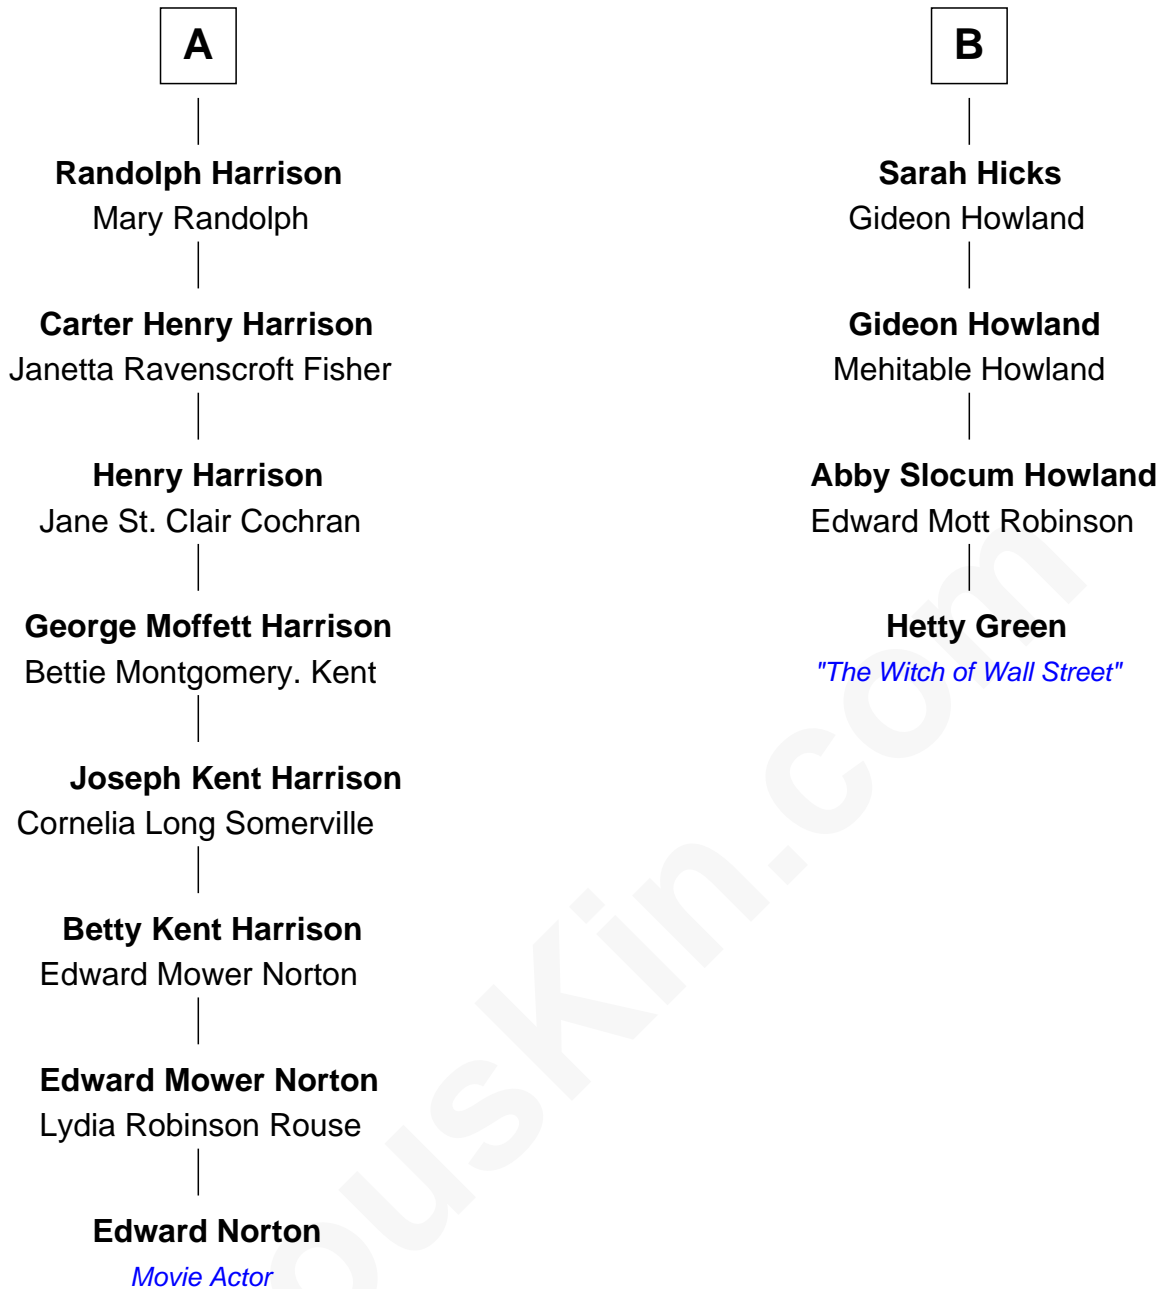 A
Randolph Harrison
Mary Randolph
Carter Henry Harrison
Janetta Ravenscroft Fisher
Henry Harrison
Jane St. Clair Cochran
George Moffett Harrison
Bettie Montgomery. Kent
Joseph Kent Harrison
Cornelia Long Somerville
Betty Kent Harrison
Edward Mower Norton
Edward Mower Norton
Lydia Robinson Rouse
Edward Norton
Movie Actor
B
Sarah Hicks
Gideon Howland
Gideon Howland
Mehitable Howland
Abby Slocum Howland
Edward Mott Robinson
Hetty Green
"The Witch of Wall Street"
ousKin.com